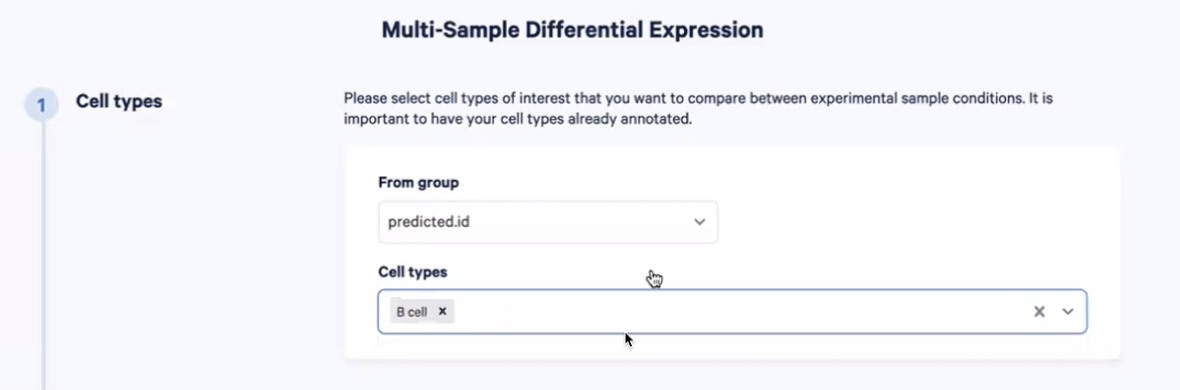 Multi-Sample Differential Expression
1
Cell types
Please select cell types of interest that you want to compare between experimental sample conditions. It is
important to have your cell types already annotated.
From group
predicted.id
Cell types
B cell